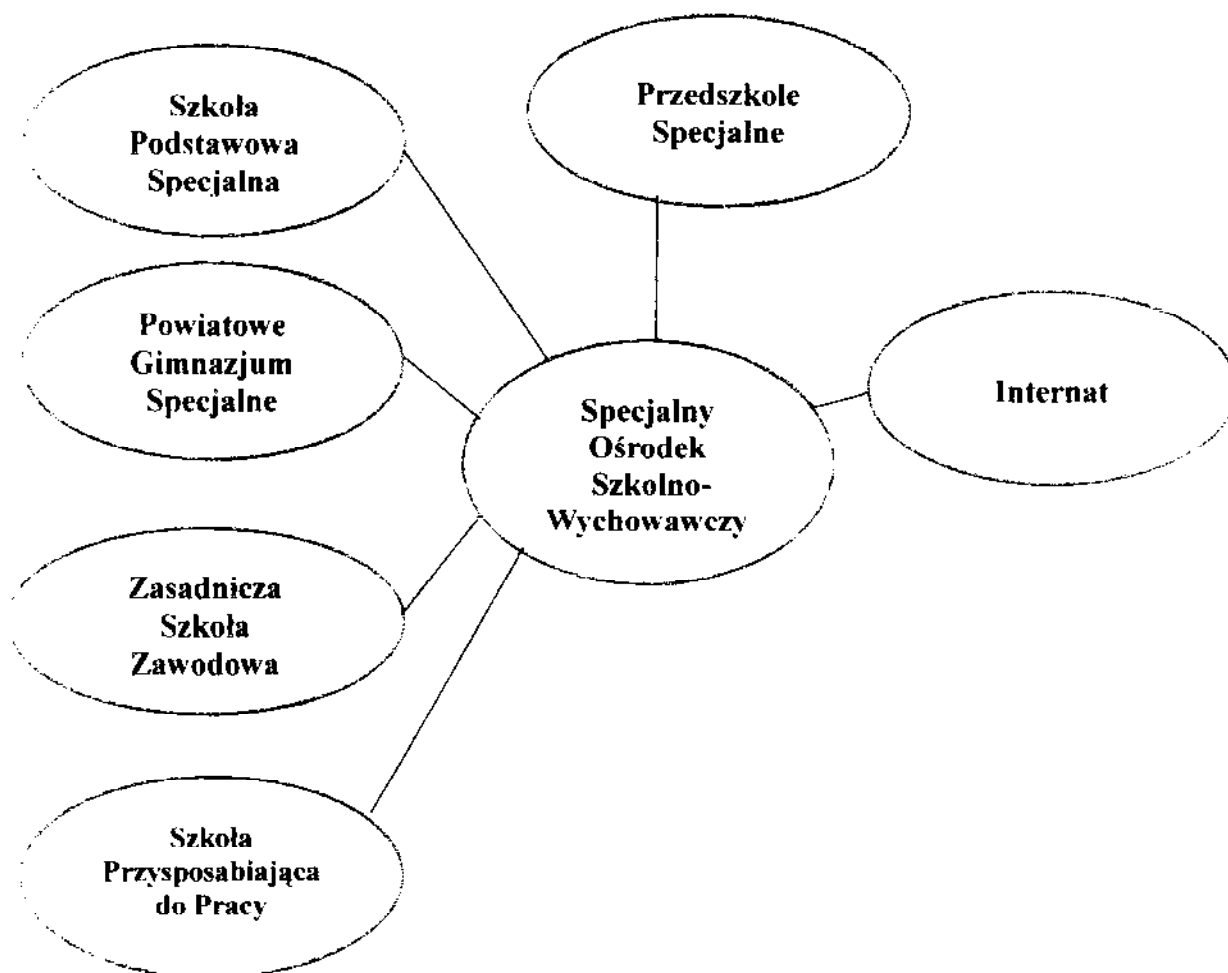 Szkoła
Podstawowa
Specjalna
Przedszkole
Specjalne
Powiatowe
Gimnazjum
Specjalne
Specjalny
Ośrodek
Szkolno-
Wychowawczy
Internat
Zasadnicza
Szkoła
Zawodowa
Szkoła
Przysposabiająca
do Pracy